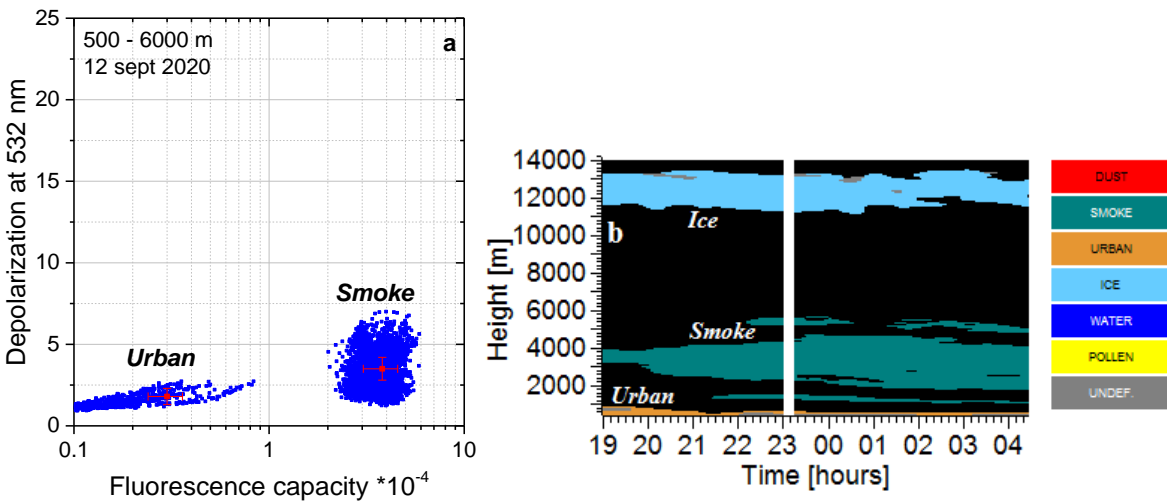 25
20
15
10
5
0
Depolarization at 532 nm
500 - 6000 m
12 sept 2020
a
Smoke
Urban
0.1
1
10
Fluorescence capacity *10-4
14000
12000
10000
8000
6000
4000
2000
Height [m]
Ice
b
Smoke
Urban
19 20 21 22 23 00 01 02 03 04
Time [hours]
DUST
SMOKE
URBAN
ICE
WATER
POLLEN
UNDEF.